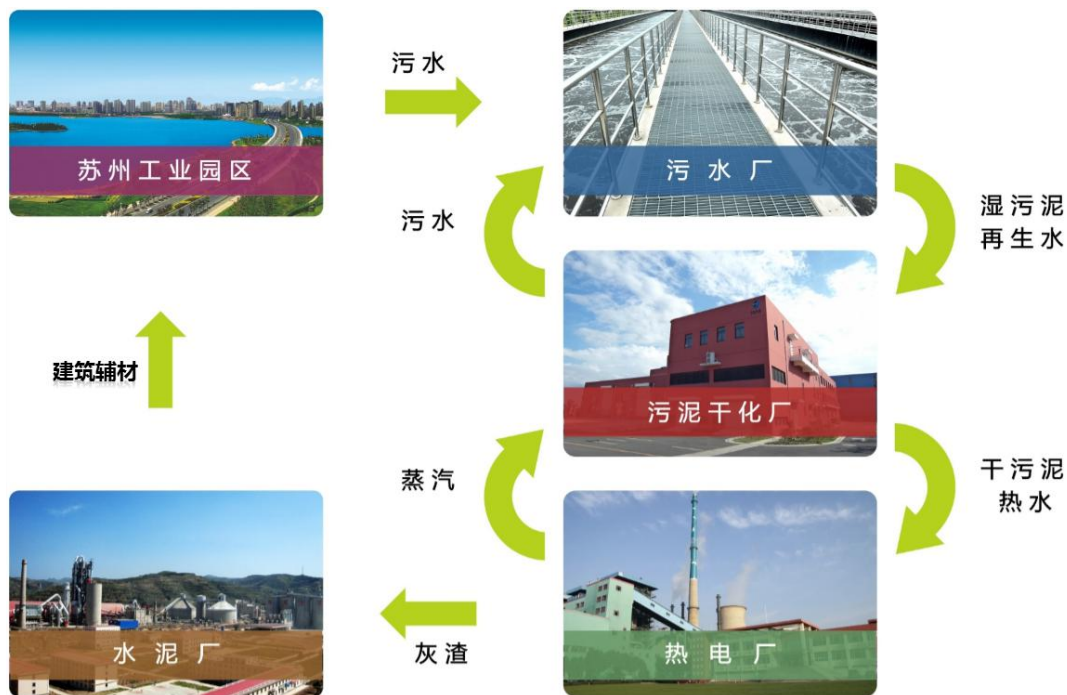 污水
苏州工业园区
污水厂
污水
湿污泥
再生水
建筑辅材
污泥干化厂
蒸汽
干污泥
热水
水泥厂
灰渣
热电厂